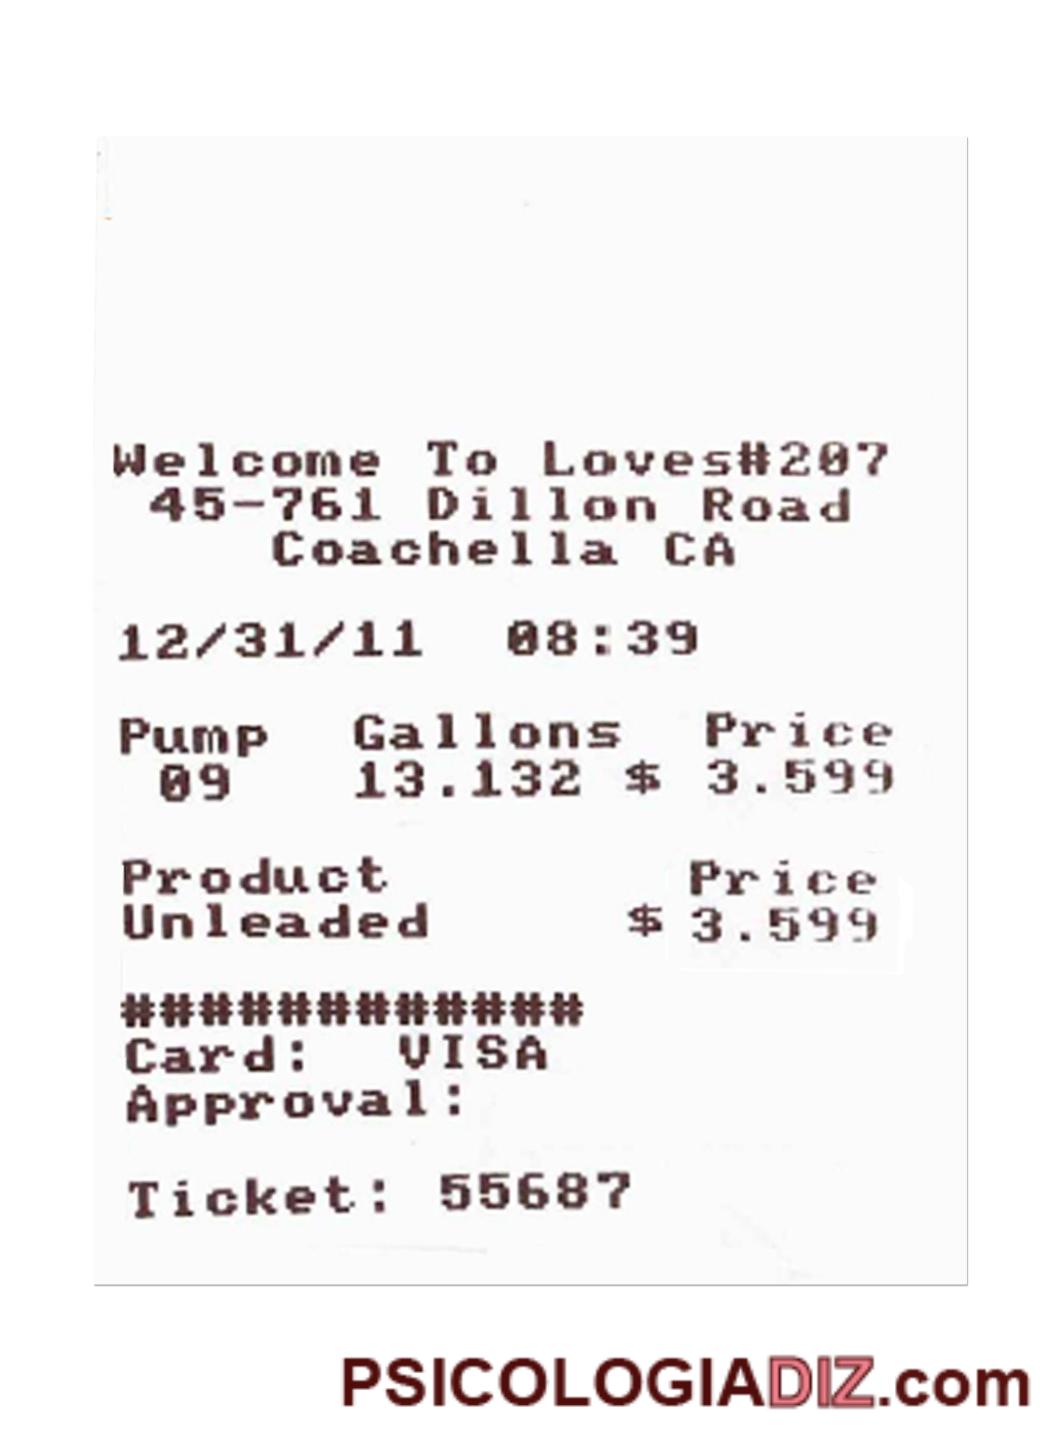 Welcome To Loves#207
45-761 Dillon Road
Coachella CA
12/31/11 08:39
Pump Gallons Price
09 13.132 $ 3.599
Product Price
Unleaded $ 3.599
############
Card: VISA
Approval:
Ticket: 55687
PSICOLOGIADIZ.com